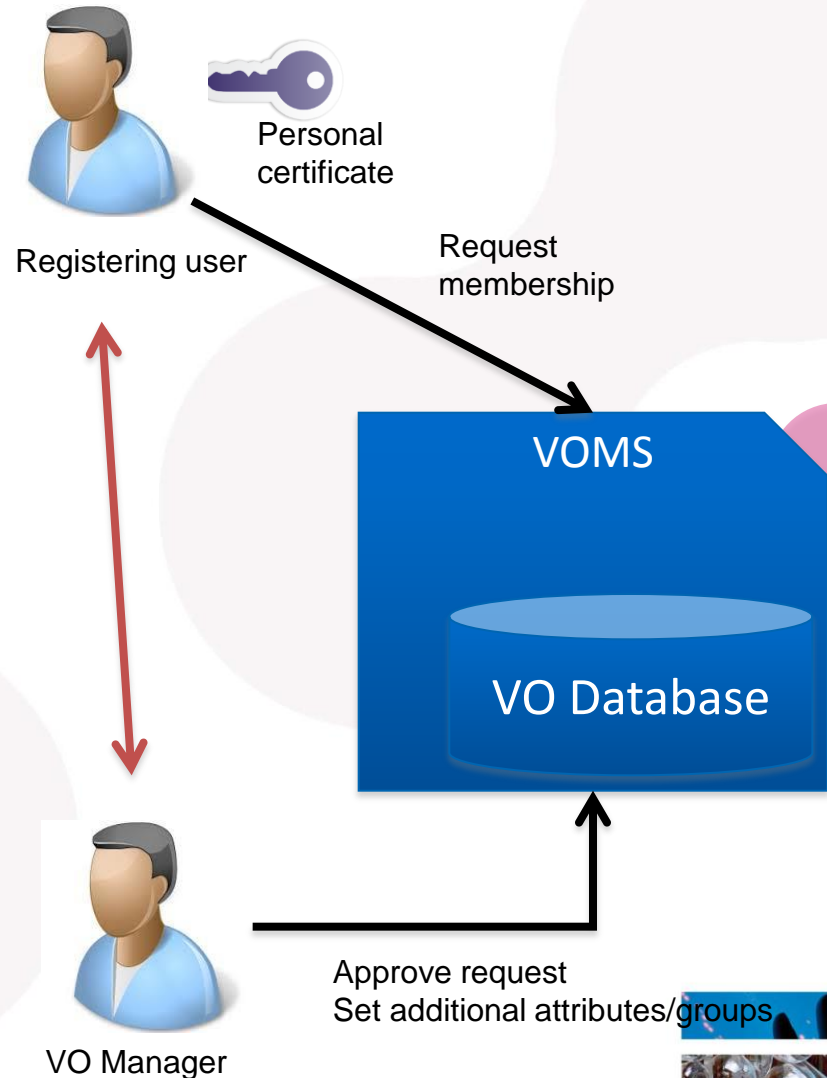 Personal
certificate
Registering user
Request
membership
VOMS
VO Database
Approve request
Set additional attributes/groups
VO Manager